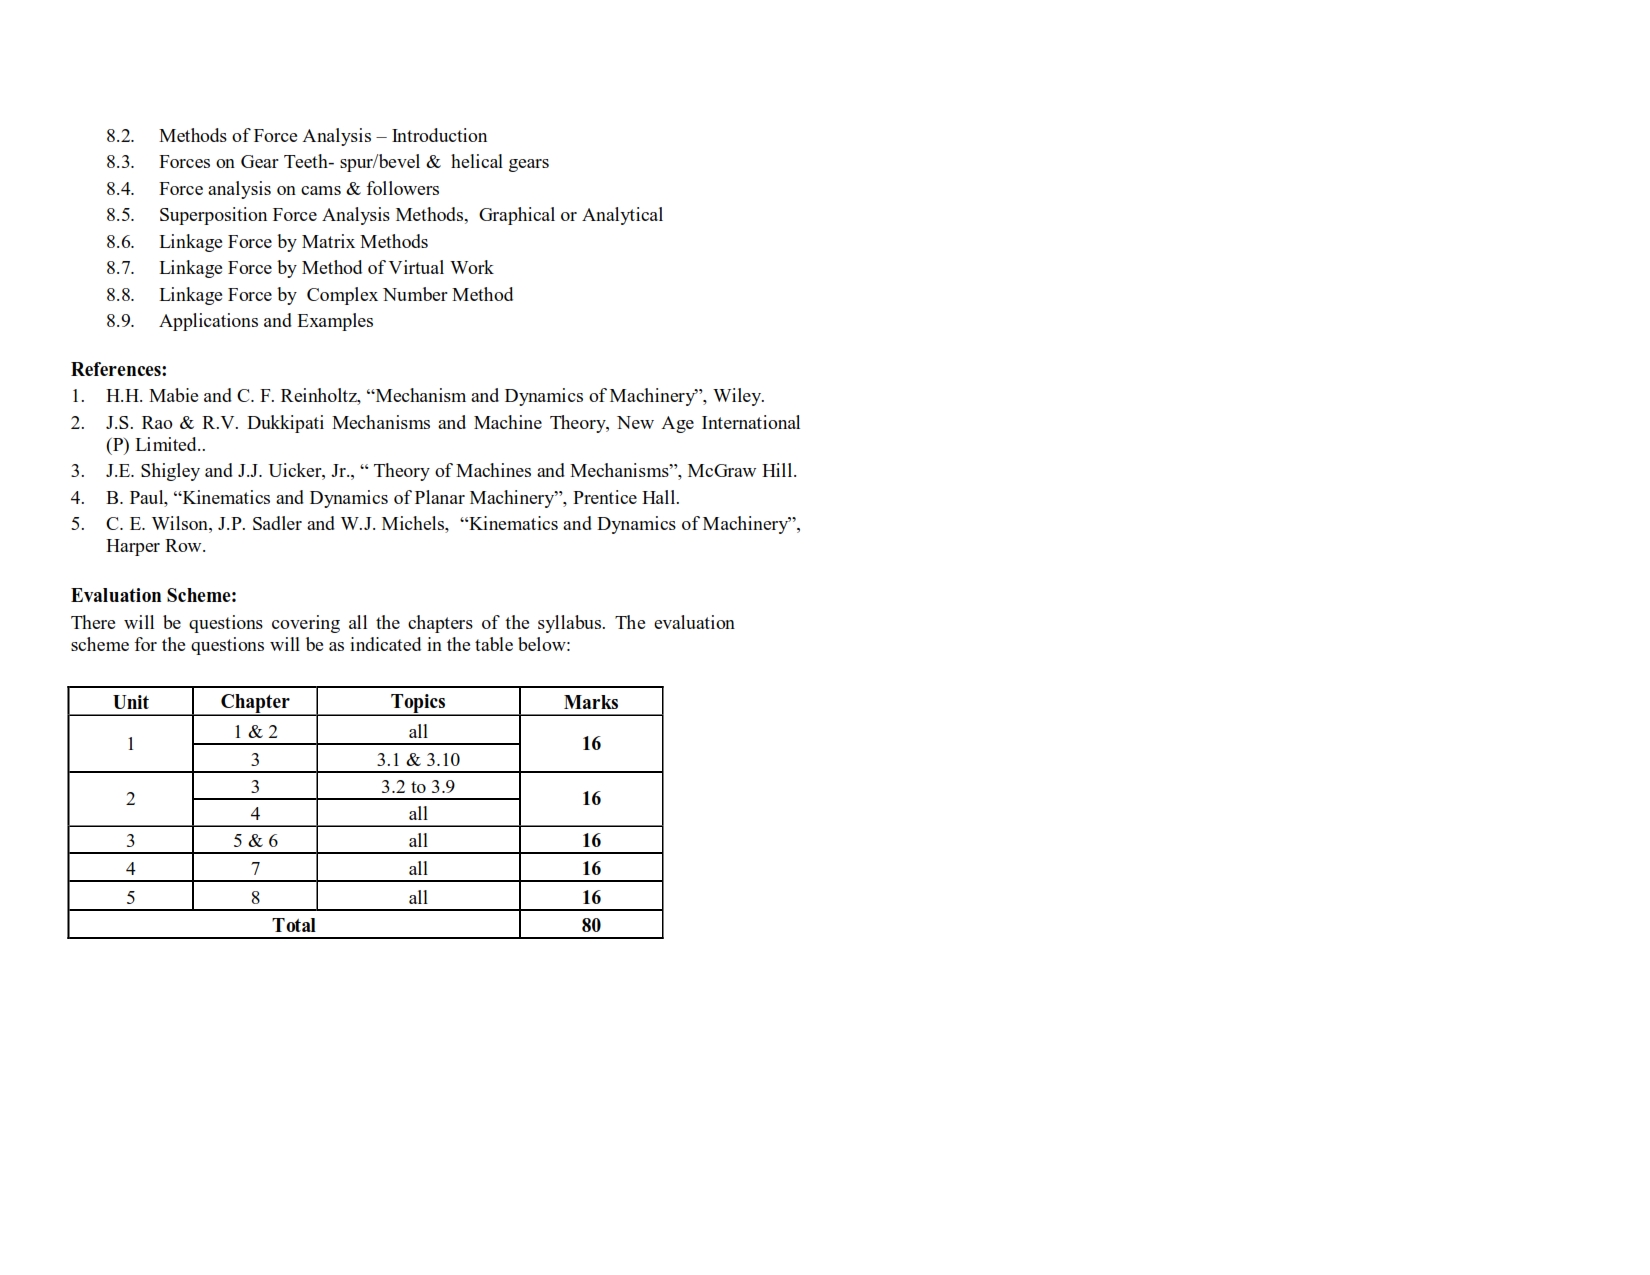 8.2. Methods of Force Analysis – Introduction
8.3. Forces on Gear Teeth- spur/bevel & helical gears
8.4. Force analysis on cams & followers
8.5. Superposition Force Analysis Methods, Graphical or Analytical
8.6. Linkage Force by Matrix Methods
8.7. Linkage Force by Method of Virtual Work
8.8. Linkage Force by Complex Number Method
8.9. Applications and Examples
References:
1. H.H. Mabie and C. F. Reinholtz, “Mechanism and Dynamics of Machinery”, Wiley.
2. J.S. Rao & R.V. Dukkipati Mechanisms and Machine Theory, New Age International
(P) Limited..
3. J.E. Shigley and J.J. Uicker, Jr., “ Theory of Machines and Mechanisms”, McGraw Hill.
4. B. Paul, “Kinematics and Dynamics of Planar Machinery”, Prentice Hall.
5. C. E. Wilson, J.P. Sadler and W.J. Michels, “Kinematics and Dynamics of Machinery”,
Harper Row.
Evaluation Scheme:
There will be questions covering all the chapters of the syllabus. The evaluation
scheme for the questions will be as indicated in the table below:
Unit Chapter Topics Marks
1 1 & 2 all 16
3 3.1 & 3.10
2 3 3.2 to 3.9 16
4 all
3 5 & 6 all 16
4 7 all 16
5 8 all 16
Total 80